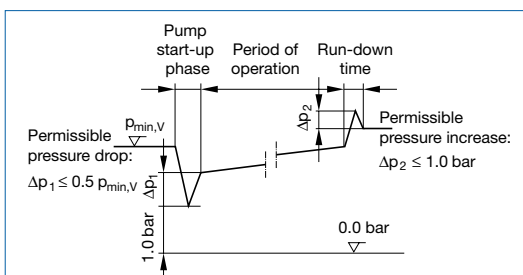 Pump
start-up
phase
Period of
operation
Run-down
time
p_min,V
Δp₂
Permissible
pressure drop:
Δp₁ ≤ 0.5 p_min,V
Permissible
pressure increase:
Δp₂ ≤ 1.0 bar
Δp₁
1.0 bar
0.0 bar